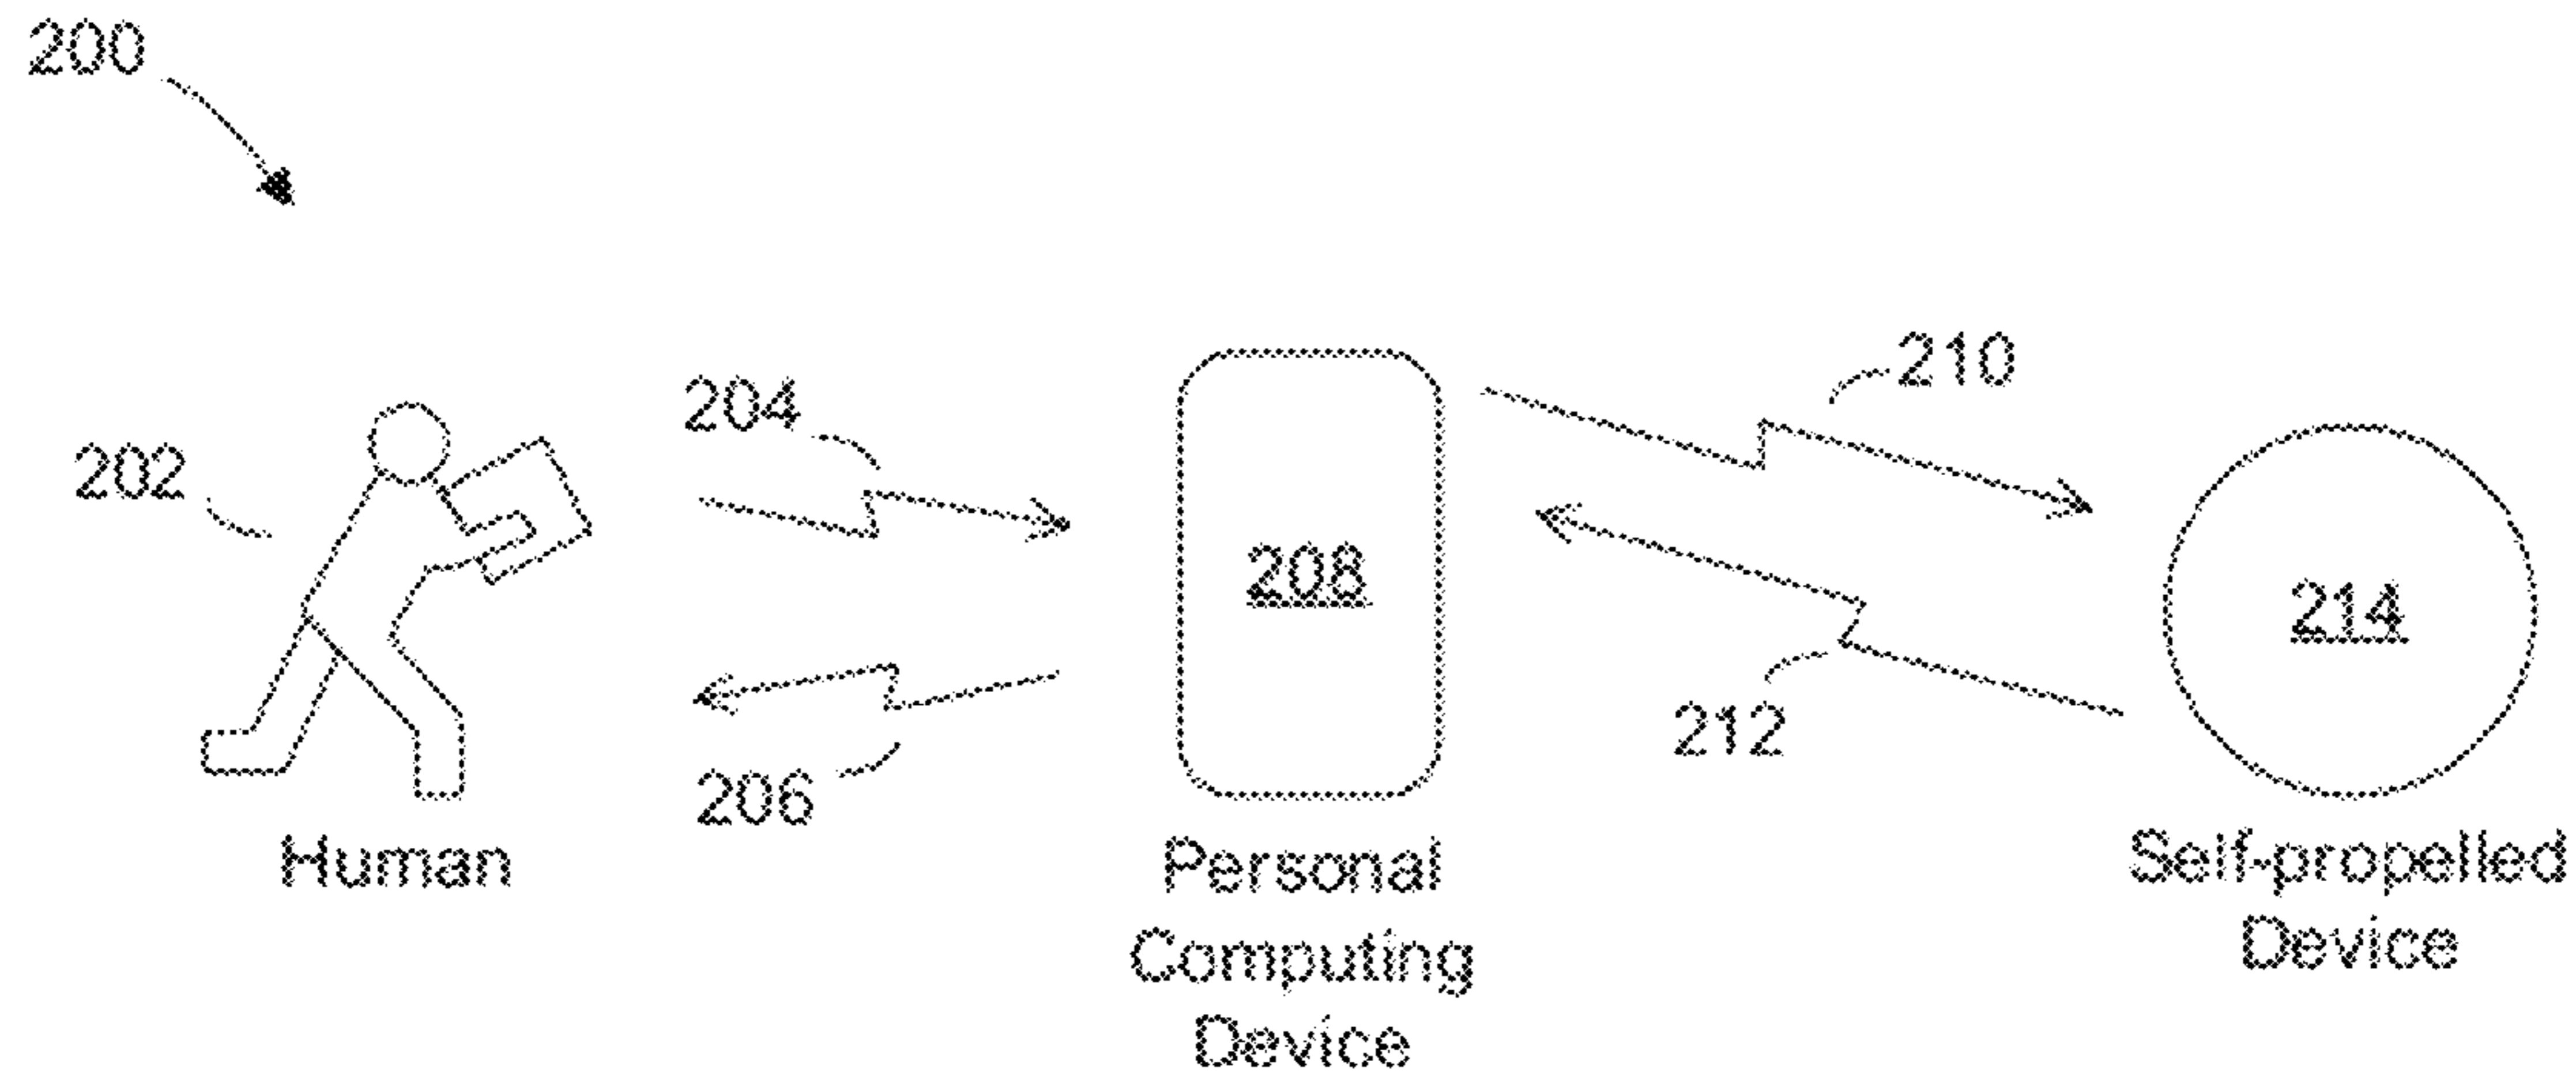 200
210
204
202
208
214
212
206
Human
Personal
Computing
Device
Self-propelled
Device